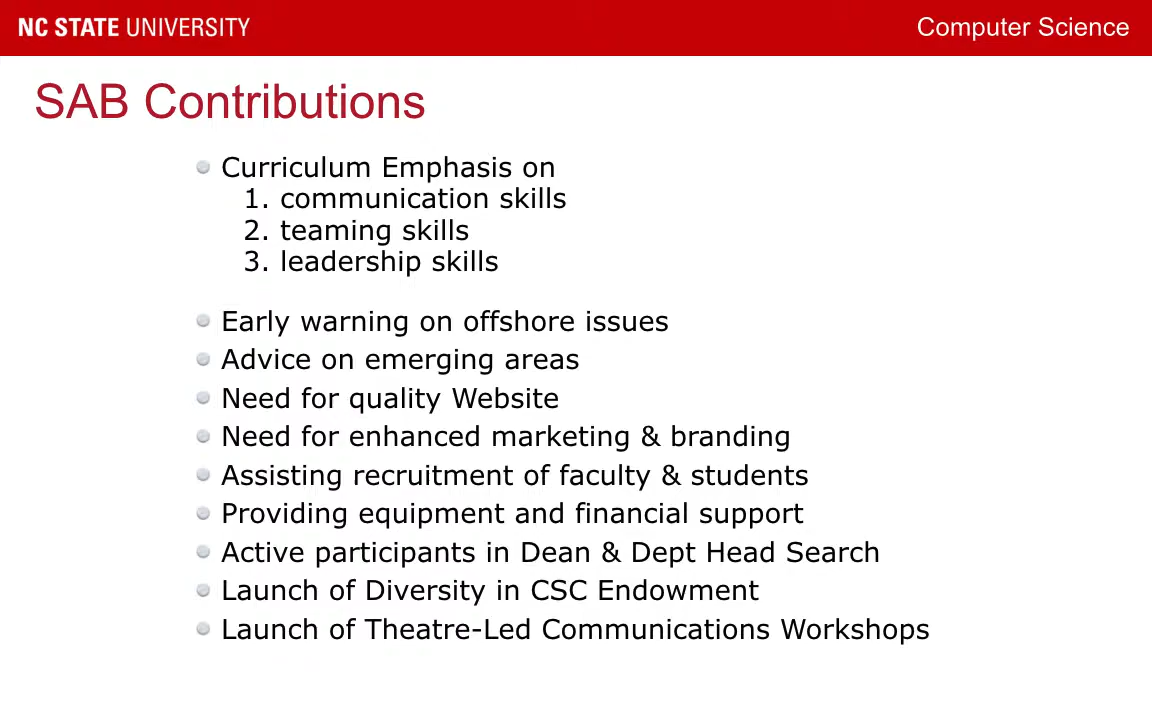 NC STATE UNIVERSITY
Computer Science
SAB Contributions
Curriculum Emphasis on
1. communication skills
2. teaming skills
3. leadership skills
Early warning on offshore issues
Advice on emerging areas
Need for quality Website
Need for enhanced marketing & branding
Assisting recruitment of faculty & students
Providing equipment and financial support
Active participants in Dean & Dept Head Search
Launch of Diversity in CSC Endowment
Launch of Theatre-Led Communications Workshops